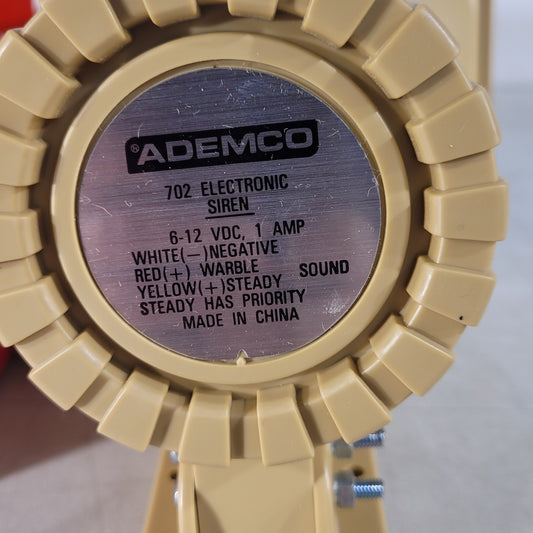 ® ADEMCO
702 ELECTRONIC
SIREN
6-12 VDC, 1 AMP
WHITE(-)NEGATIVE
RED(+) WARBLE SOUND
YELLOW(+)STEADY
STEADY HAS PRIORITY
MADE IN CHINA